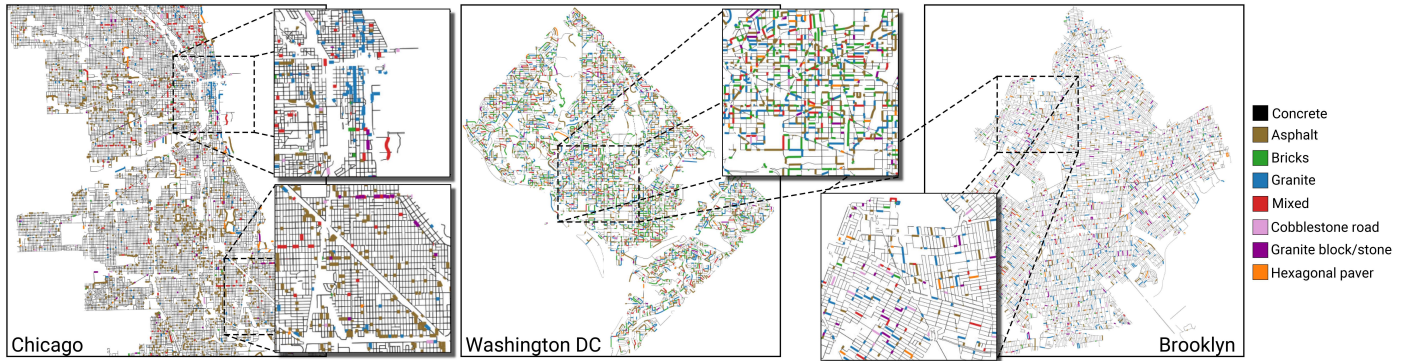 Chicago
Washington DC
Brooklyn
Concrete
Asphalt
Bricks
Granite
Mixed
Cobblestone road
Granite block/stone
Hexagonal paver